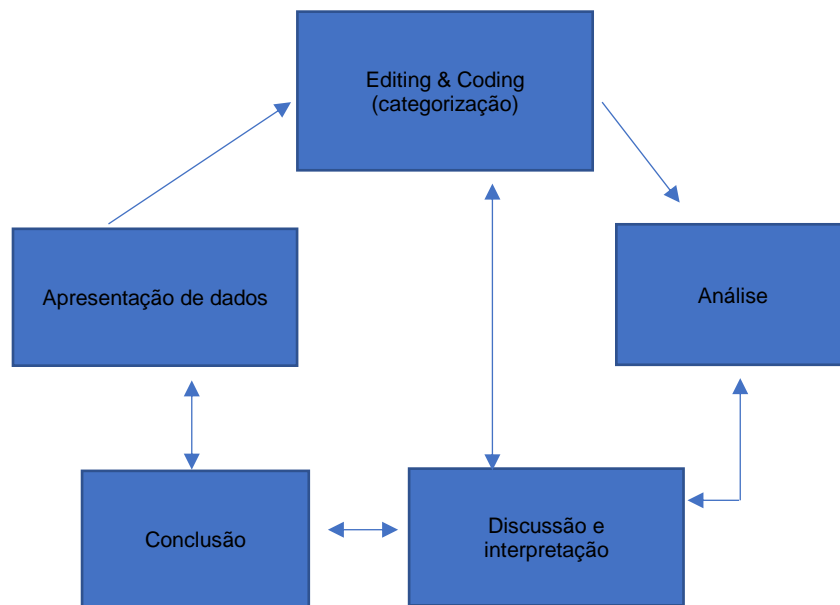 Editing & Coding
(categorização)
Apresentação de dados
Análise
Conclusão
Discussão e
interpretação